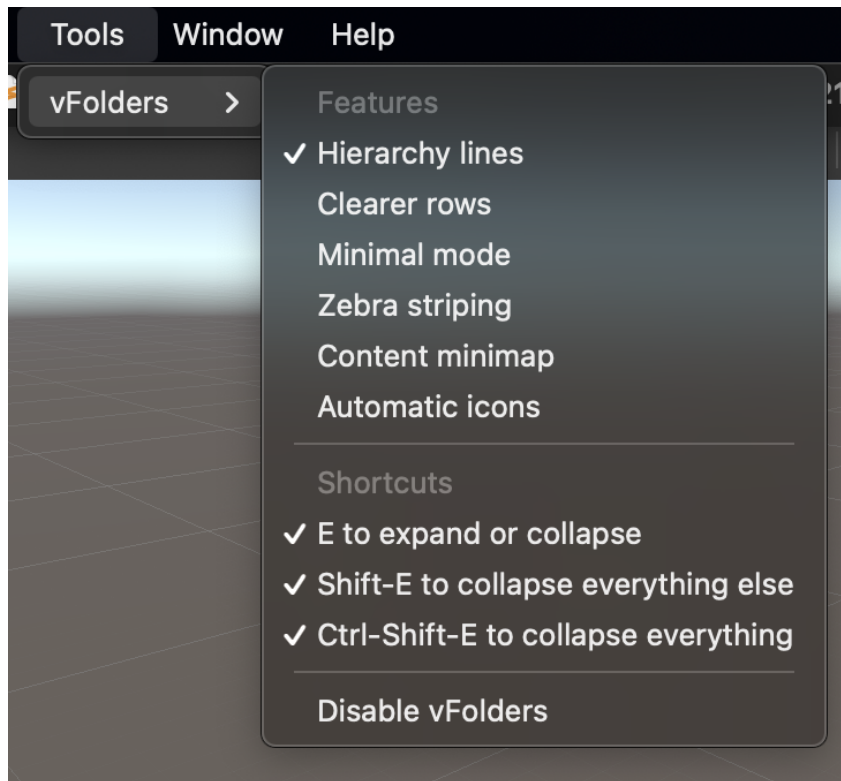 Tools Window Help
vFolders
Features
Hierarchy lines
Clearer rows
Minimal mode
Zebra striping
Content minimap
Automatic icons
Shortcuts
E to expand or collapse
Shift-E to collapse everything else
Ctrl-Shift-E to collapse everything
Disable vFolders